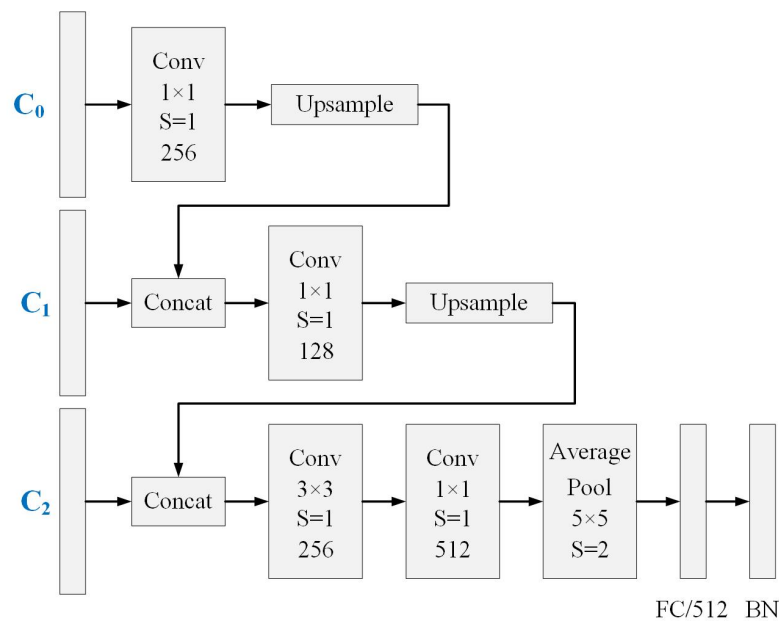 C₀
Conv
1×1
S=1
256
Upsample
C₁
Concat
Conv
1×1
S=1
128
Upsample
C₂
Concat
Conv
3×3
S=1
256
Conv
1×1
S=1
512
Average
Pool
5×5
S=2
FC/512
BN